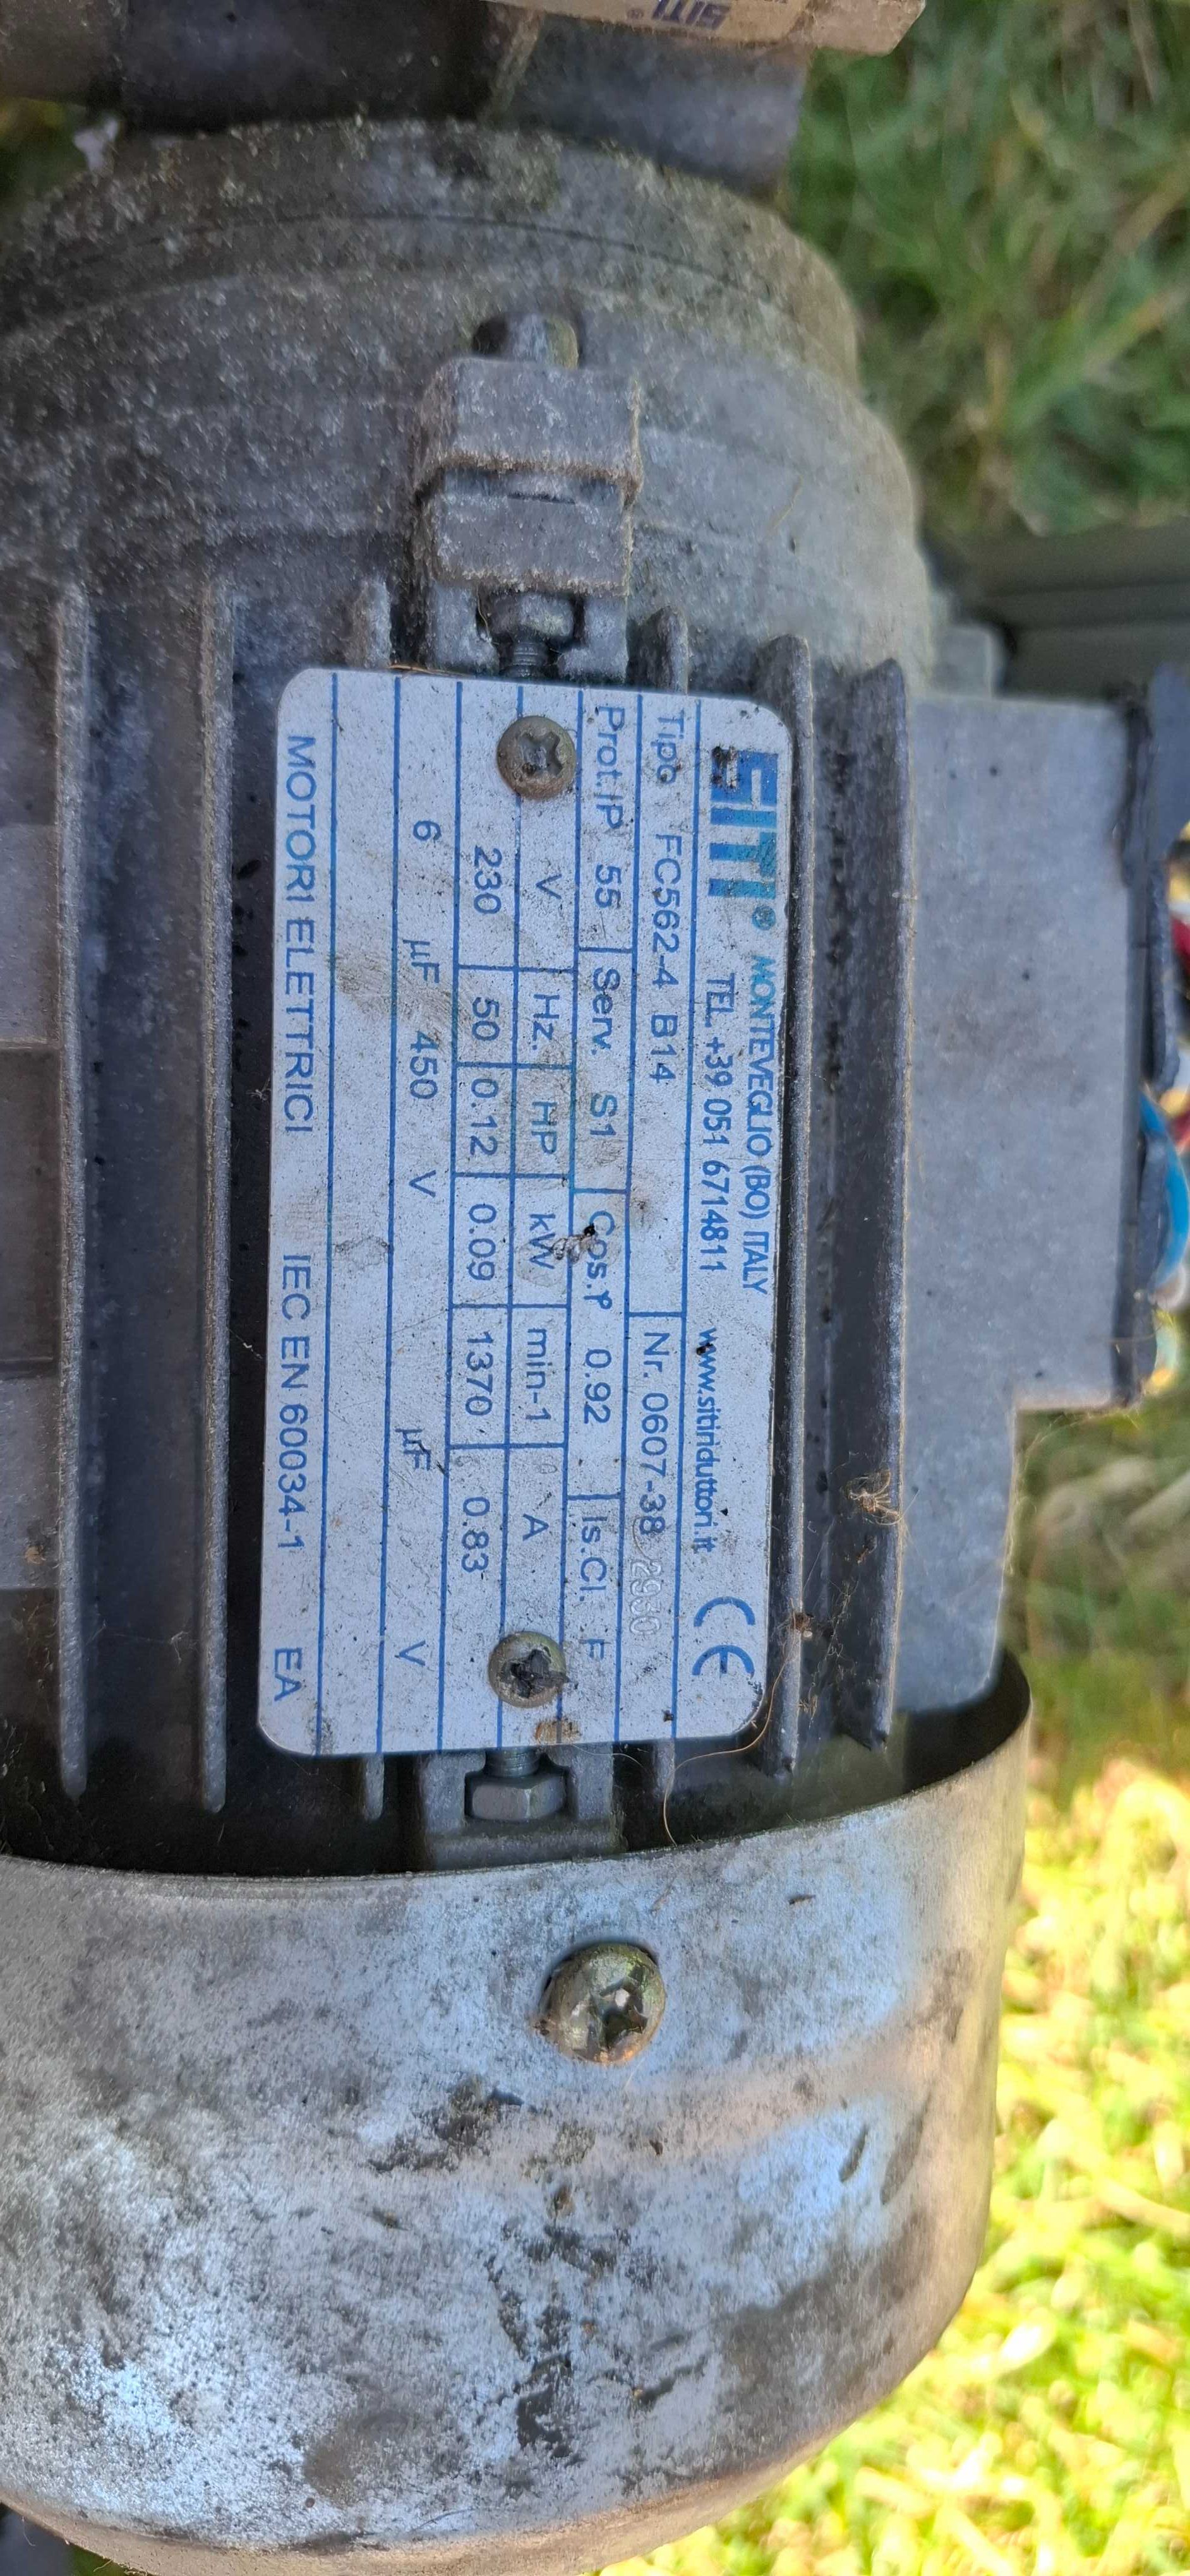 SITI®
SITI® MONTEVEGLIO (BO) ITALY
TEL. +39 051 6714811 www.sitiriduttori.it CE
Tipo FC562-4 B14 Nr. 0607-38 2930
Prot.IP 55 Serv. S1 Cos.φ 0.92 Is.Cl. F
V Hz. HP kW min-1 A
230 50 0.12 0.09 1370 0.83
6 µF 450 V µF V
MOTORI ELETTRICI IEC EN 60034-1 EA